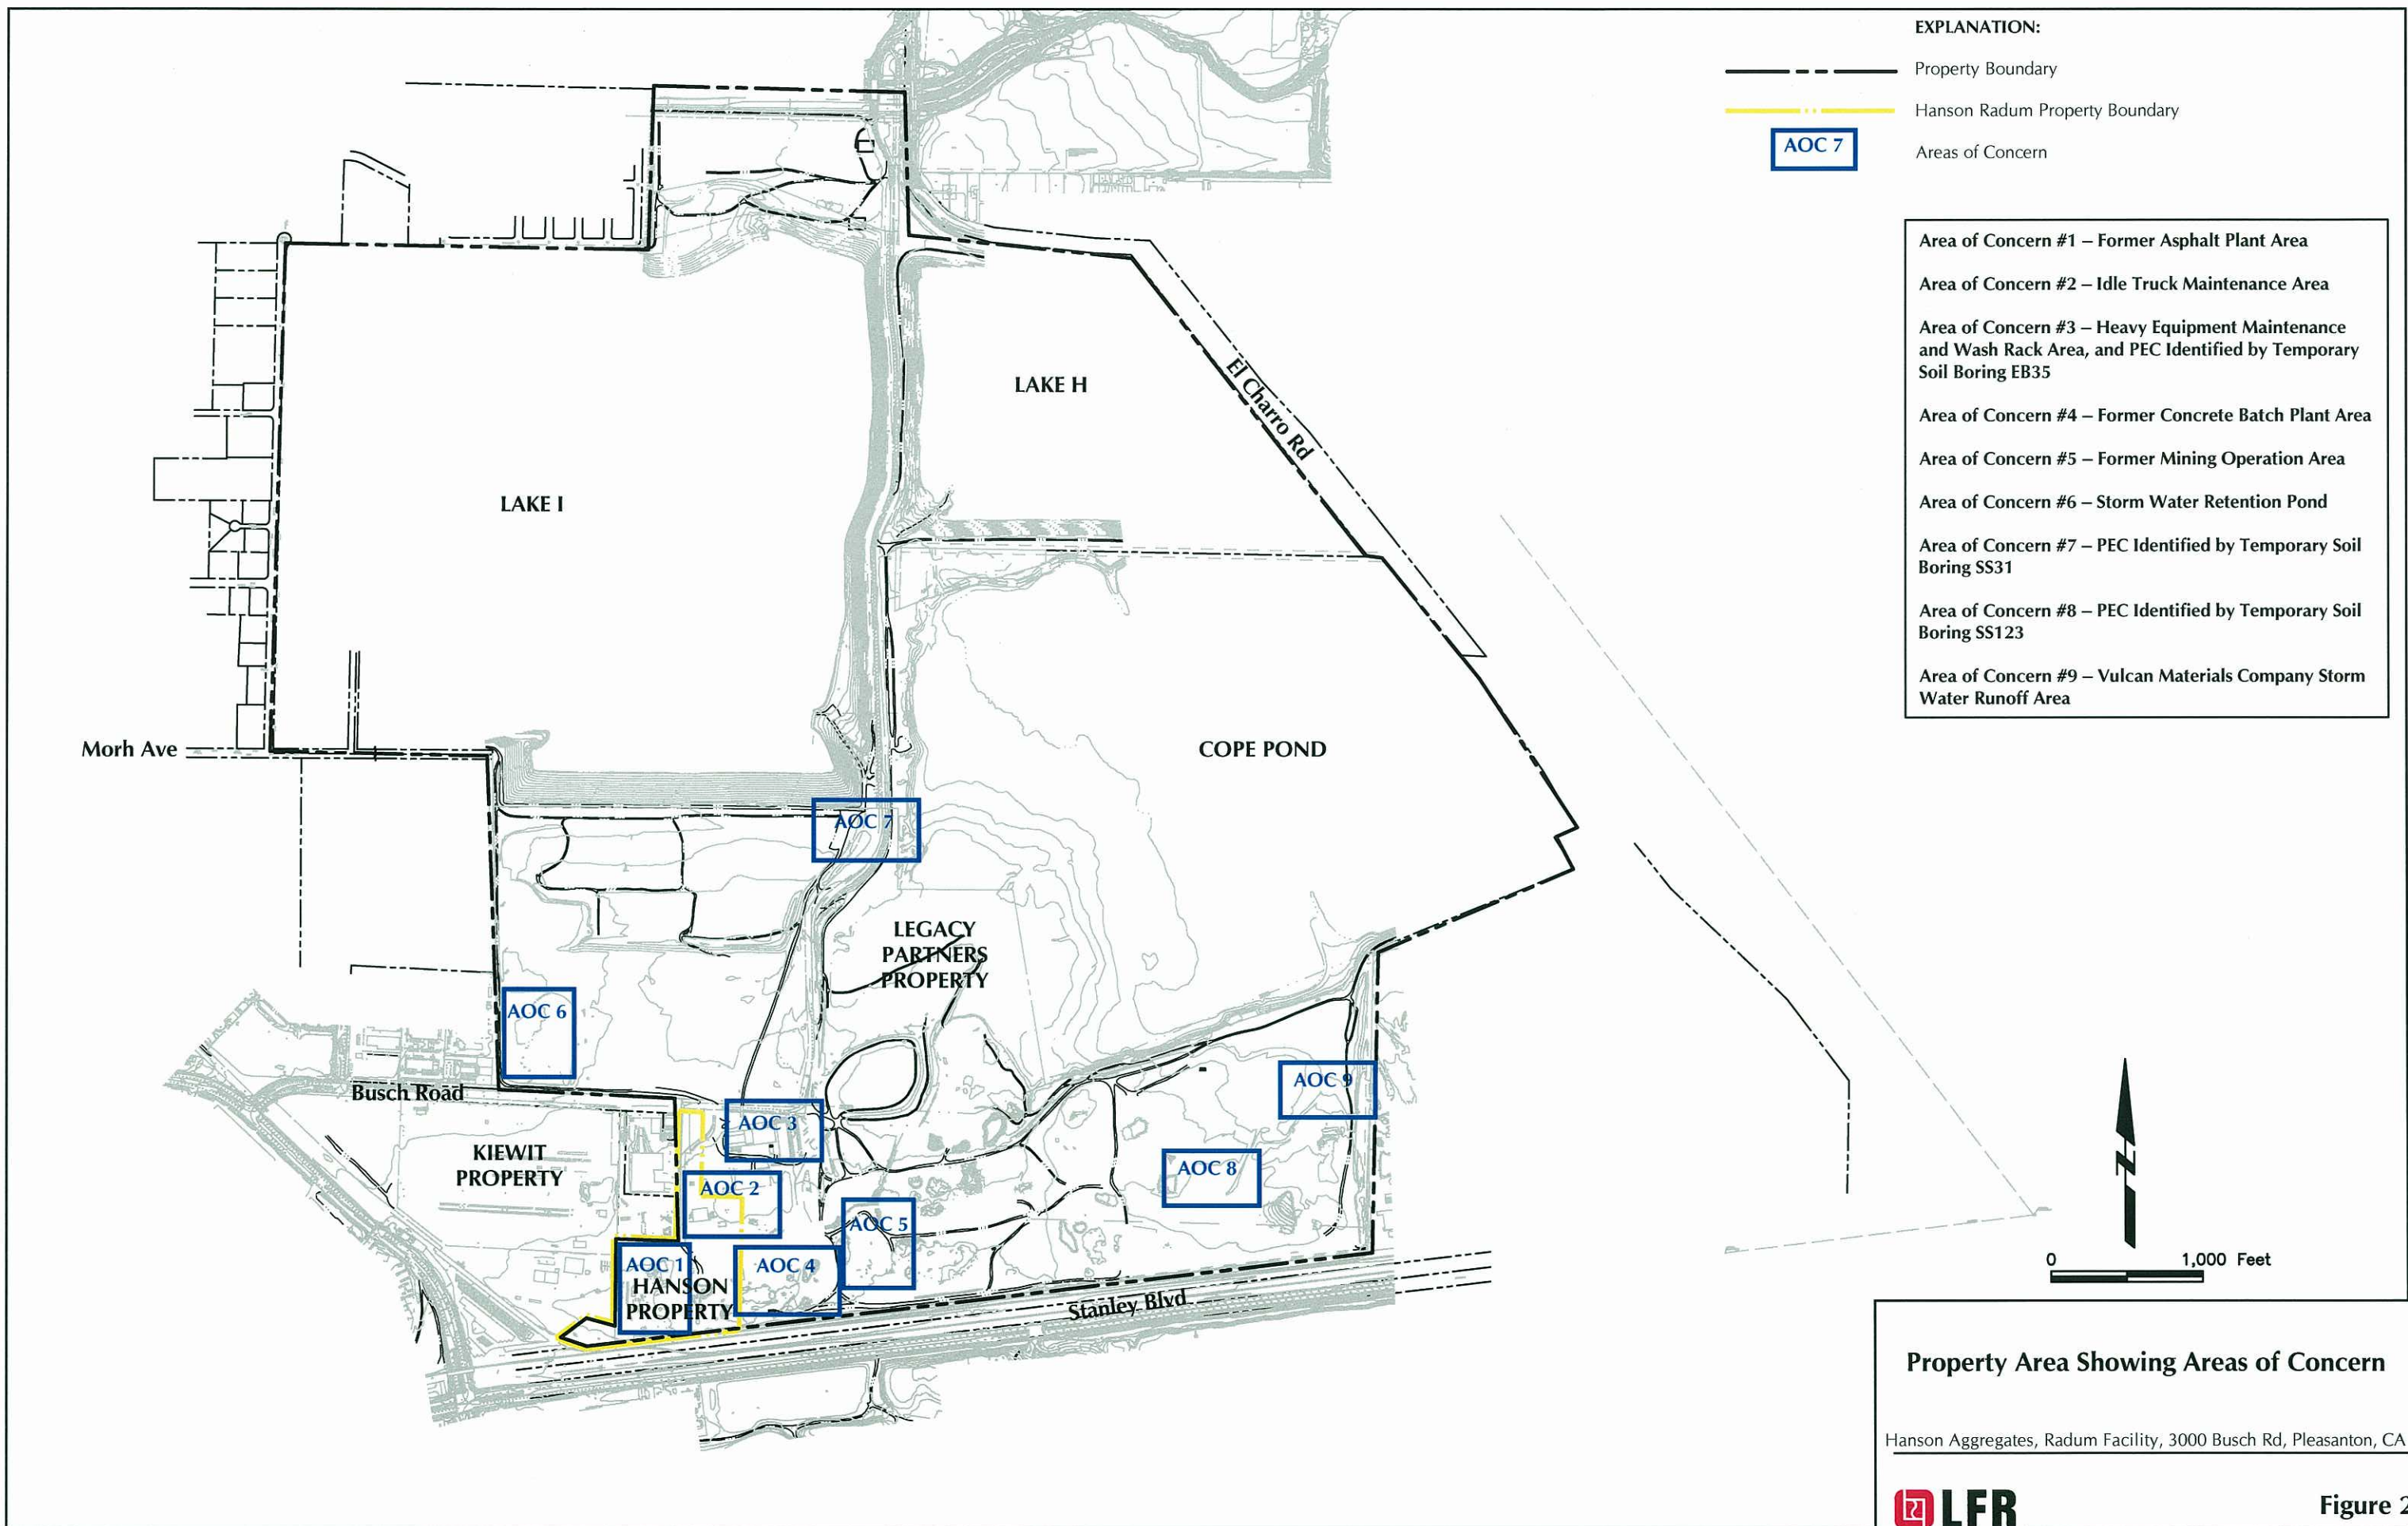 EXPLANATION:
Property Boundary
Hanson Radum Property Boundary
AOC 7
Areas of Concern
Area of Concern #1 – Former Asphalt Plant Area
Area of Concern #2 – Idle Truck Maintenance Area
Area of Concern #3 – Heavy Equipment Maintenance
and Wash Rack Area, and PEC Identified by Temporary
Soil Boring EB35
Area of Concern #4 – Former Concrete Batch Plant Area
Area of Concern #5 – Former Mining Operation Area
Area of Concern #6 – Storm Water Retention Pond
Area of Concern #7 – PEC Identified by Temporary Soil
Boring SS31
Area of Concern #8 – PEC Identified by Temporary Soil
Boring SS123
Area of Concern #9 – Vulcan Materials Company Storm
Water Runoff Area
LAKE H
El Charro Rd
LAKE I
Morh Ave
COPE POND
AOC 7
LEGACY
PARTNERS
PROPERTY
AOC 6
Busch Road
AOC 9
AOC 3
KIEWIT
PROPERTY
AOC 8
AOC 2
AOC 5
AOC 1
AOC 4
HANSON
PROPERTY
Stanley Blvd
N
0 1,000 Feet
Property Area Showing Areas of Concern
Hanson Aggregates, Radum Facility, 3000 Busch Rd, Pleasanton, CA
LFR
Figure 2